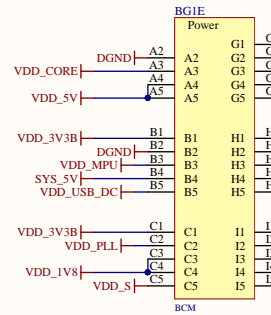 BG1E
Power
DGND A2 A2 G1 G
VDD_CORE A3 A3 G2 G
A4 A4 G3 G
VDD_5V A5 A5 G4 G
G5 G
VDD_3V3B B1 B1 H1 H
DGND B2 B2 H2 H
VDD_MPU B3 B3 H3 H
SYS_5V B4 B4 H4 H
VDD_USB_DC B5 B5 H5 H
VDD_3V3B C1 C1 I1 I
VDD_PLL C2 C2 I2 I
C3 C3 I3 I
VDD_1V8 C4 C4 I4 I
VDD_S C5 C5 I5 I
BCM